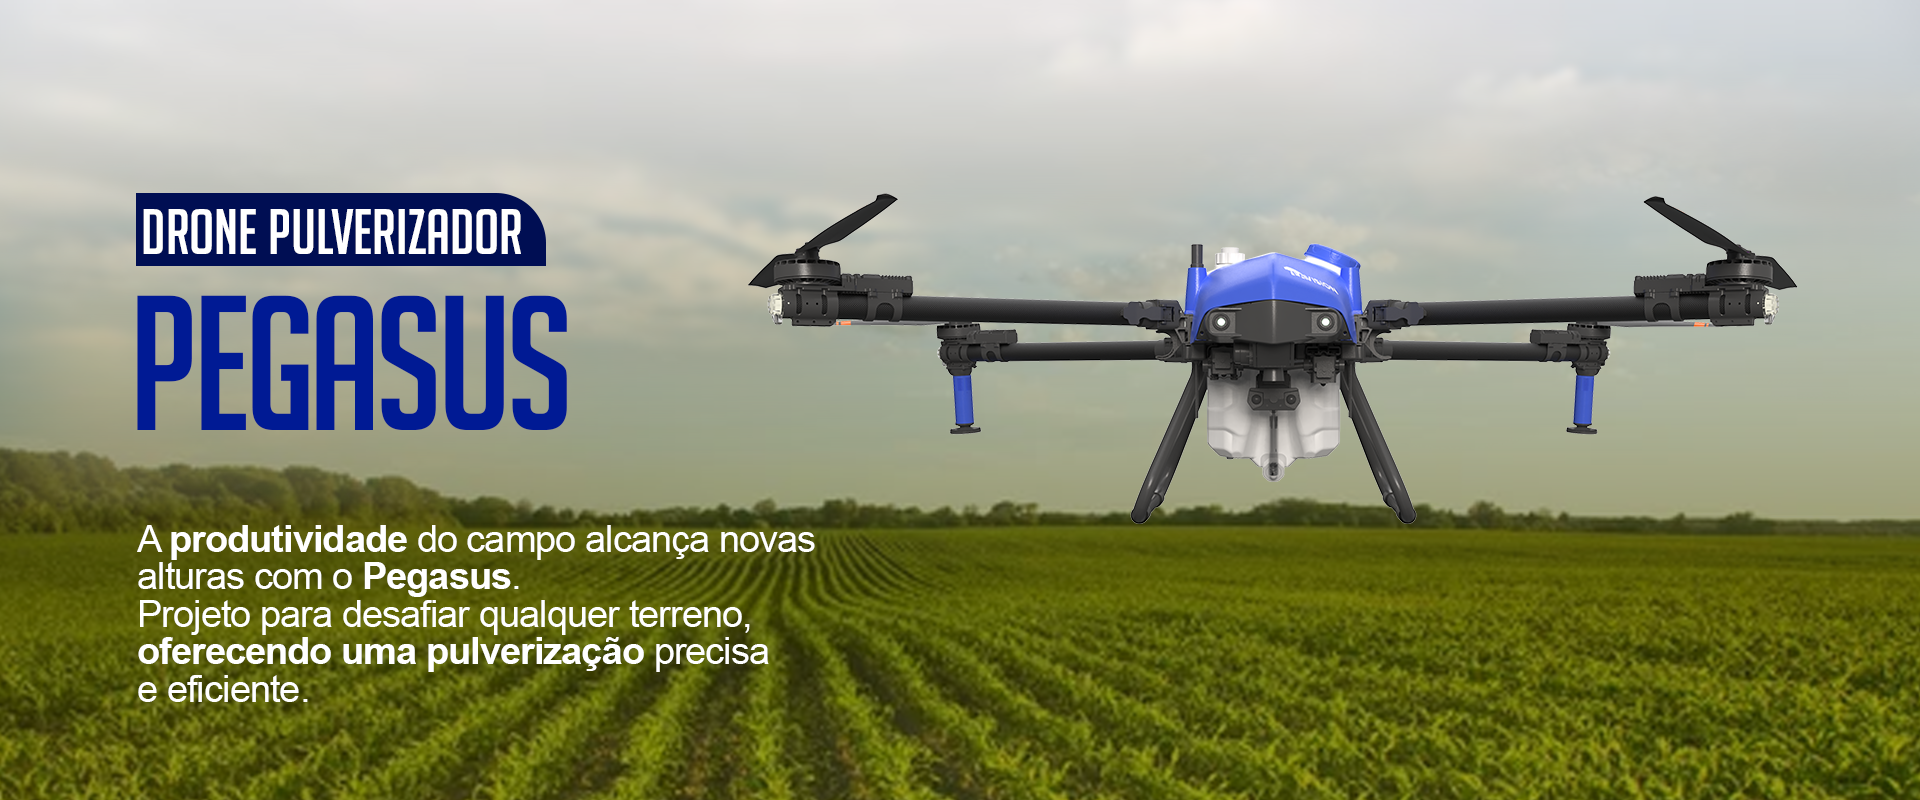 DRONE PULVERIZADOR
PEGASUS
A produtividade do campo alcança novas
alturas com o Pegasus.
Projeto para desafiar qualquer terreno,
oferecendo uma pulverização precisa
e eficiente.